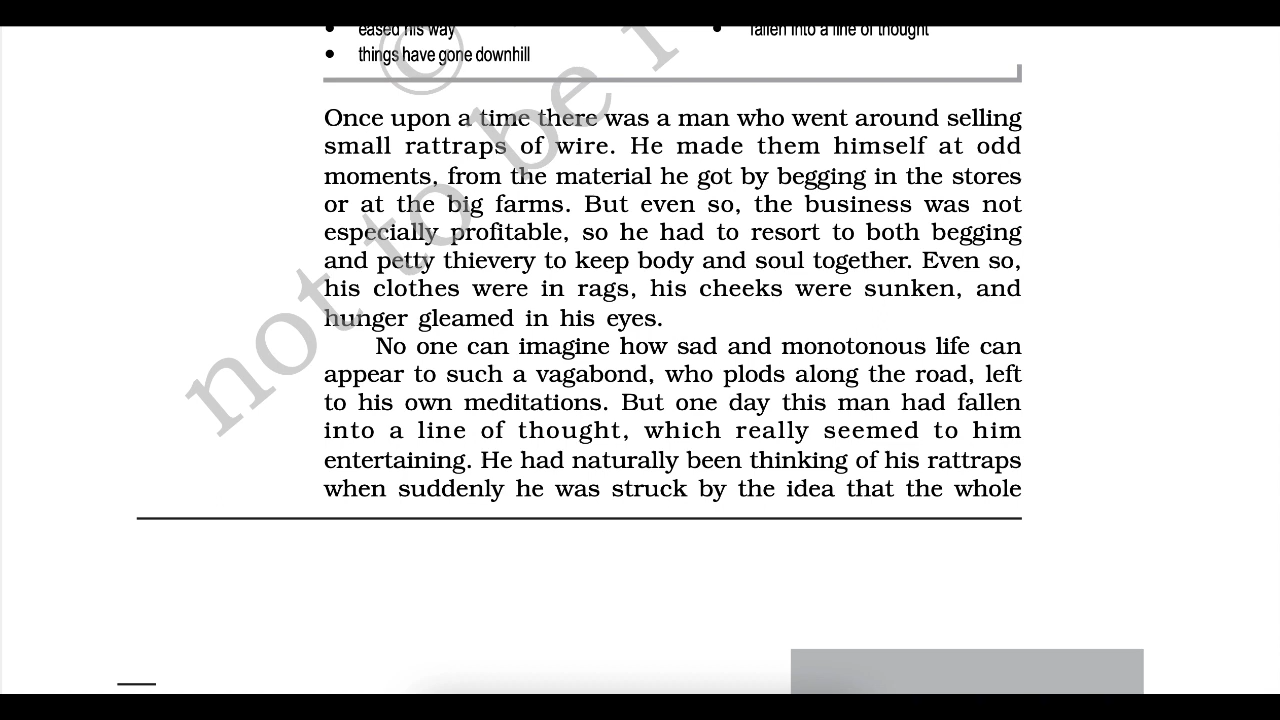 • eased his way • fallen into a line of thought
• things have gone downhill
Once upon a time there was a man who went around selling
small rattraps of wire. He made them himself at odd
moments, from the material he got by begging in the stores
or at the big farms. But even so, the business was not
especially profitable, so he had to resort to both begging
and petty thievery to keep body and soul together. Even so,
his clothes were in rags, his cheeks were sunken, and
hunger gleamed in his eyes.
No one can imagine how sad and monotonous life can
appear to such a vagabond, who plods along the road, left
to his own meditations. But one day this man had fallen
into a line of thought, which really seemed to him
entertaining. He had naturally been thinking of his rattraps
when suddenly he was struck by the idea that the whole
© not to be r